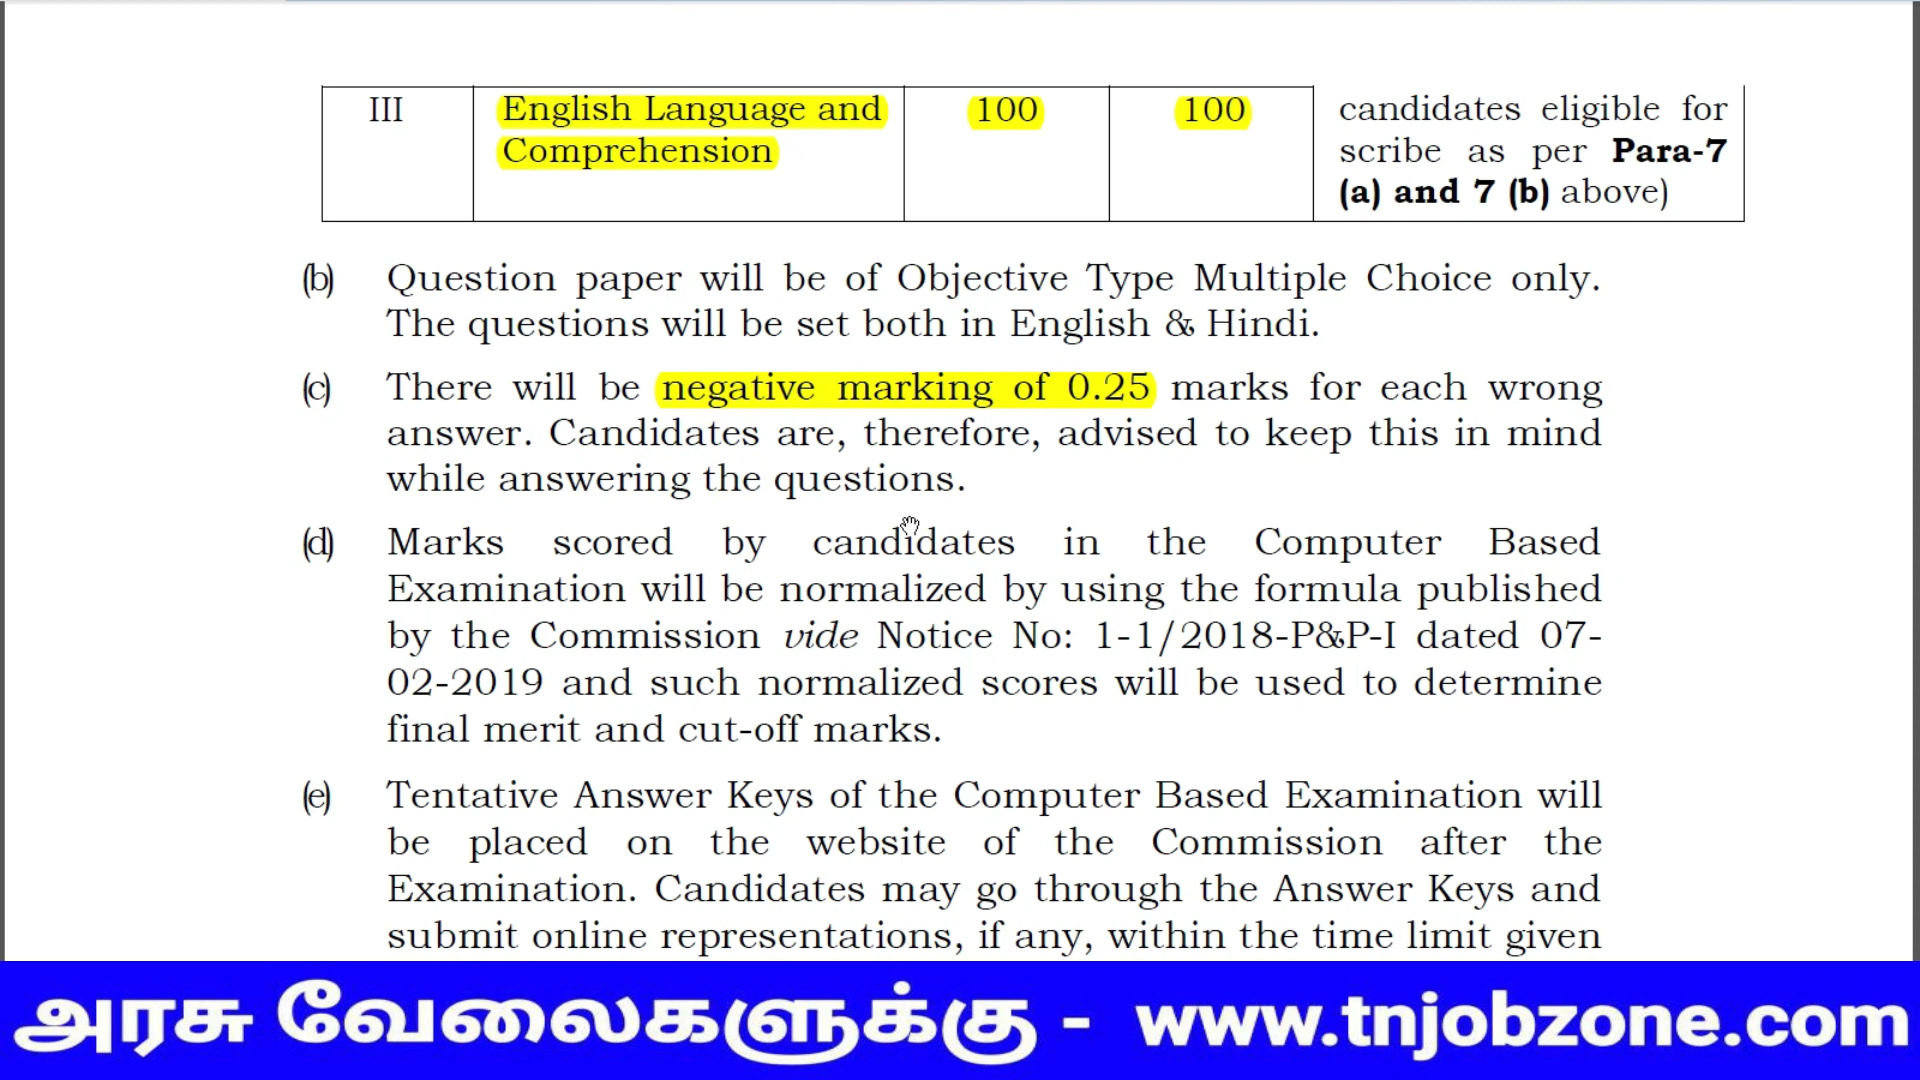 III English Language and 100 100 candidates eligible for
Comprehension scribe as per Para-7
(a) and 7 (b) above)
(b) Question paper will be of Objective Type Multiple Choice only.
The questions will be set both in English & Hindi.
(c) There will be negative marking of 0.25 marks for each wrong
answer. Candidates are, therefore, advised to keep this in mind
while answering the questions.
(d) Marks scored by candidates in the Computer Based
Examination will be normalized by using the formula published
by the Commission vide Notice No: 1-1/2018-P&P-I dated 07-
02-2019 and such normalized scores will be used to determine
final merit and cut-off marks.
(e) Tentative Answer Keys of the Computer Based Examination will
be placed on the website of the Commission after the
Examination. Candidates may go through the Answer Keys and
submit online representations, if any, within the time limit given
அரசு வேலைகளுக்கு - www.tnjobzone.com